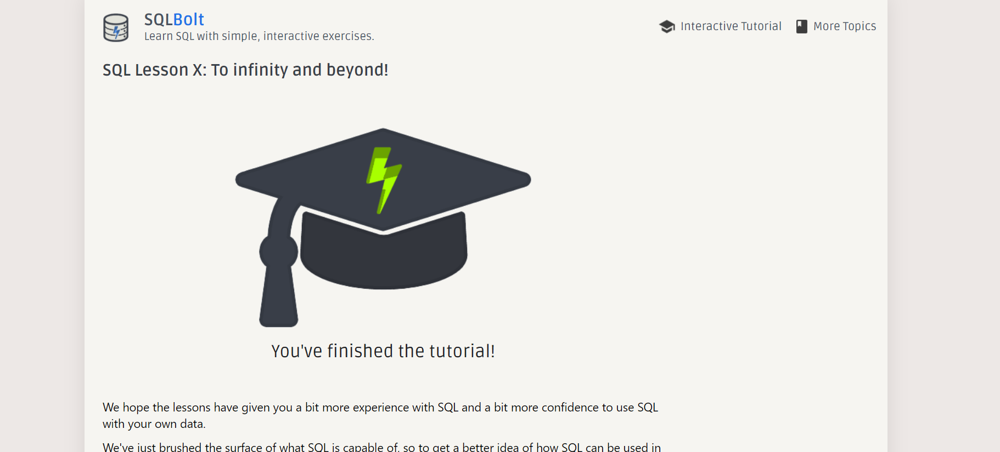 SQLBolt
Learn SQL with simple, interactive exercises.
Interactive Tutorial
More Topics
SQL Lesson X: To infinity and beyond!
You've finished the tutorial!
We hope the lessons have given you a bit more experience with SQL and a bit more confidence to use SQL
with your own data.
We've just brushed the surface of what SQL is capable of, so to get a better idea of how SQL can be used in